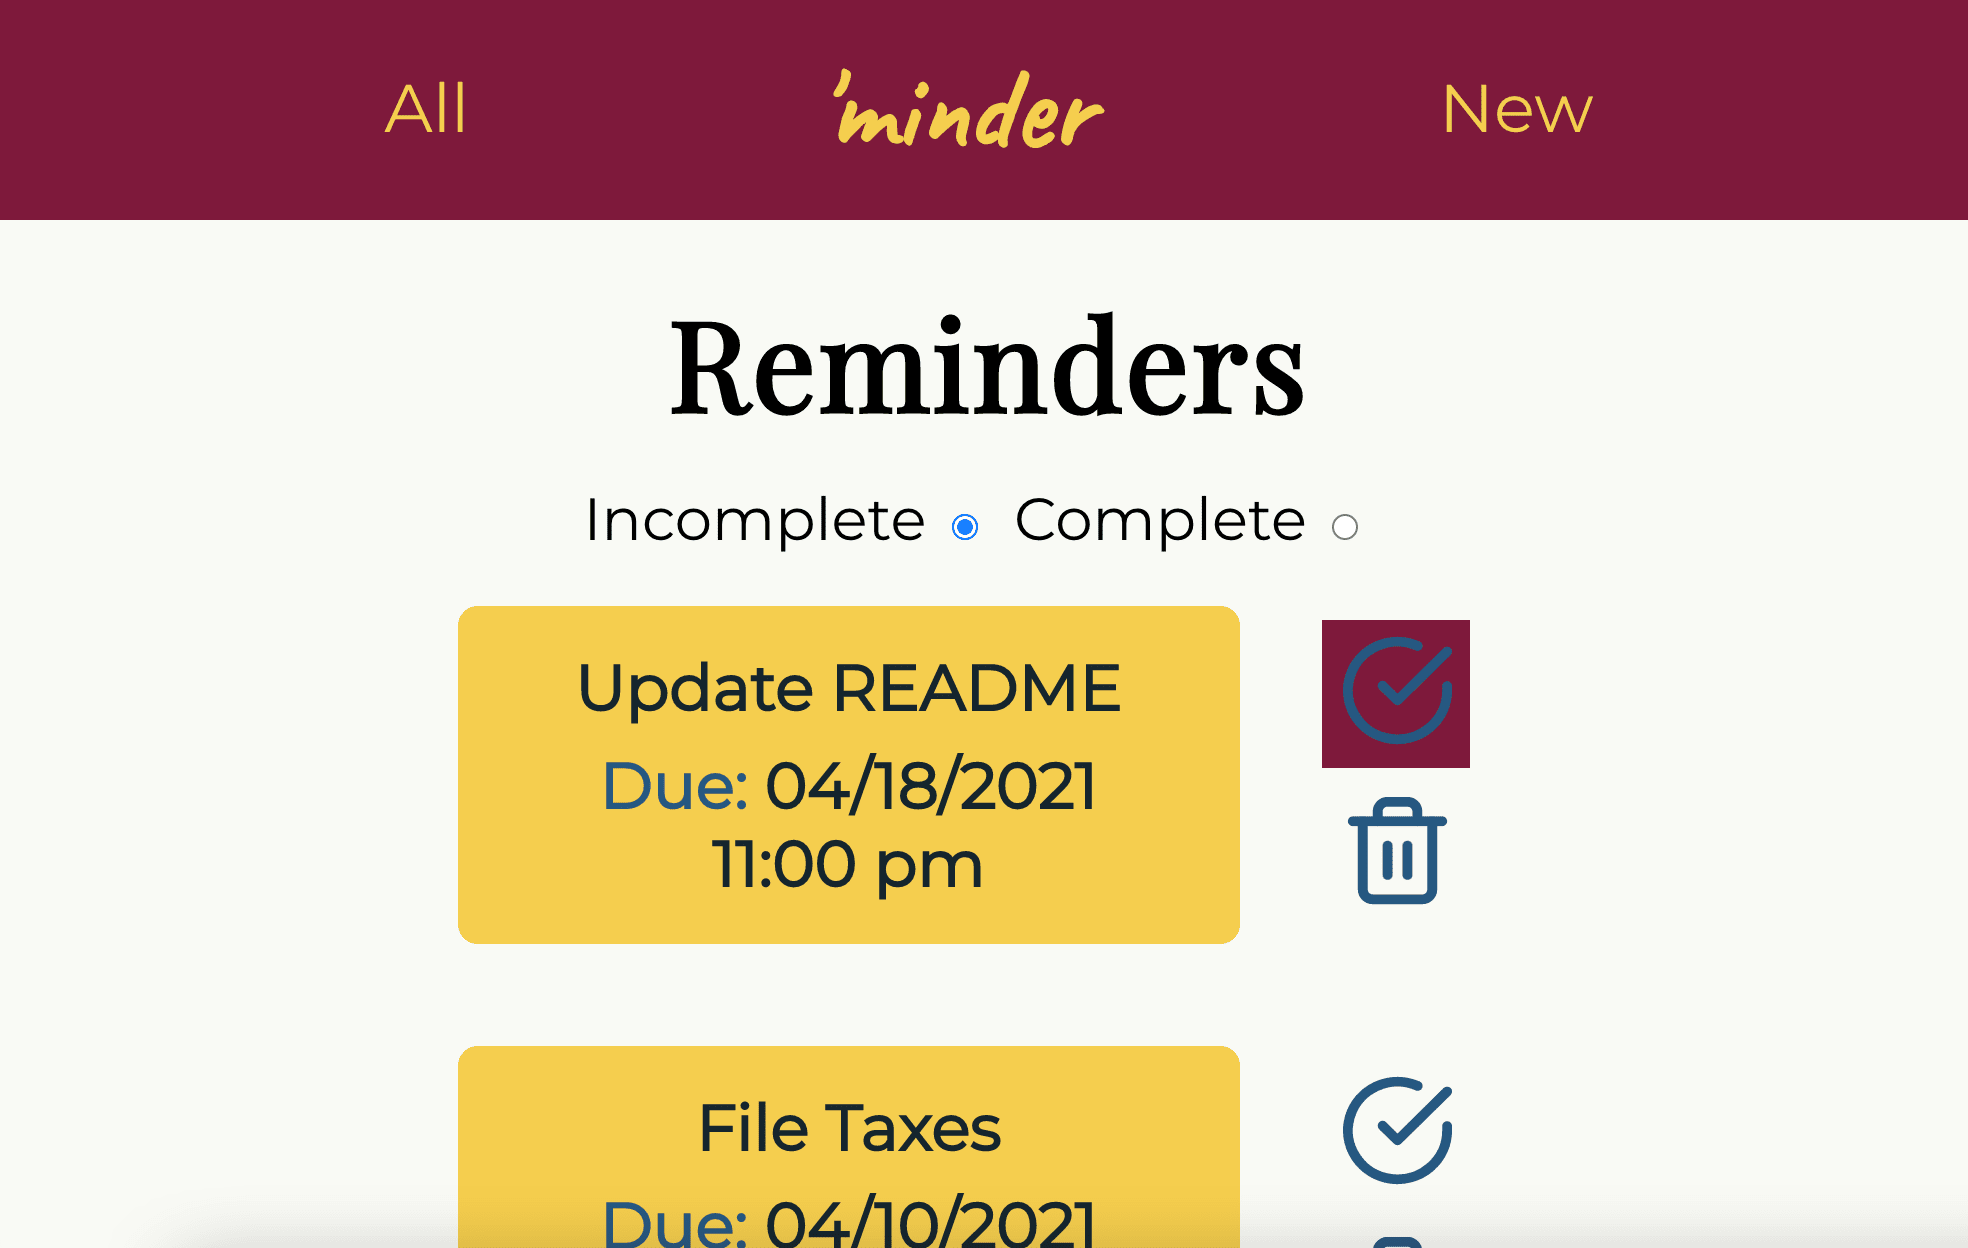 All 'minder New
Reminders
Incomplete Complete
Update README
Due: 04/18/2021
11:00 pm
File Taxes
Due: 04/10/2021